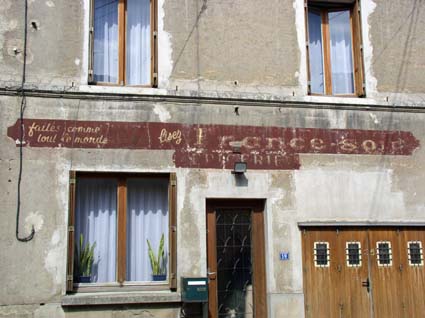 faites comme
tout le monde
lisez
France-Soir